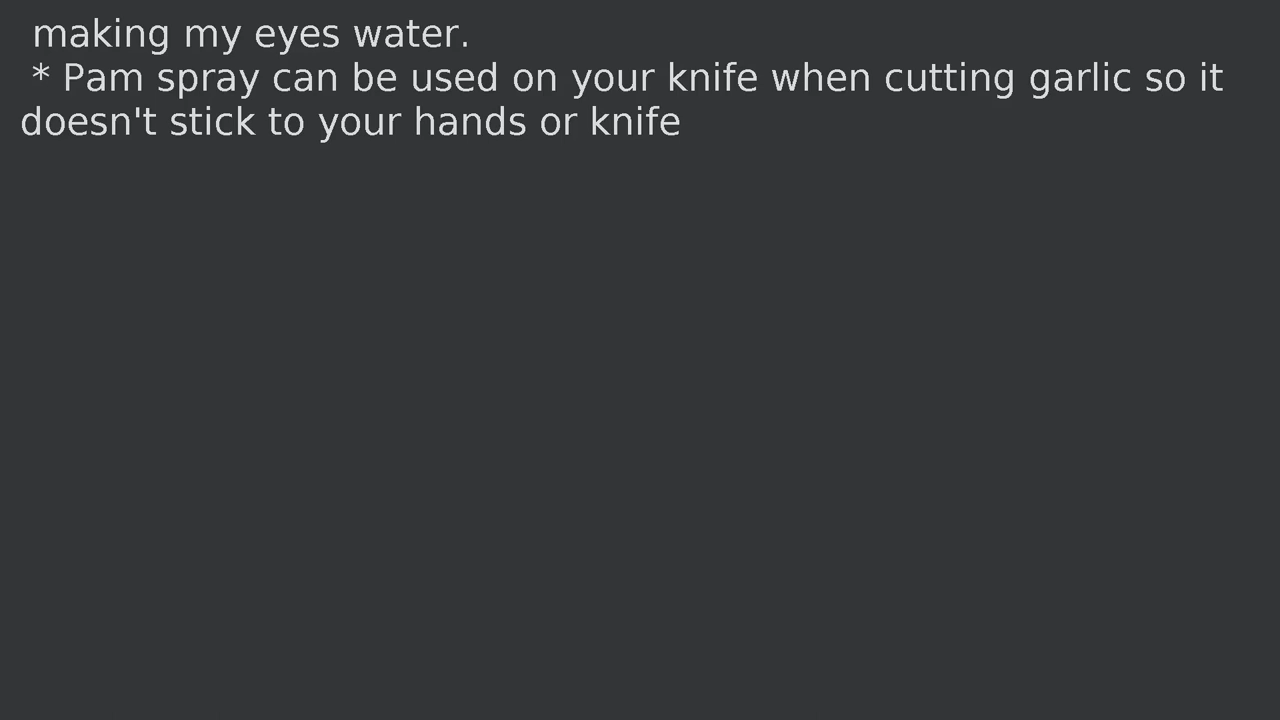 making my eyes water.
* Pam spray can be used on your knife when cutting garlic so it
doesn't stick to your hands or knife